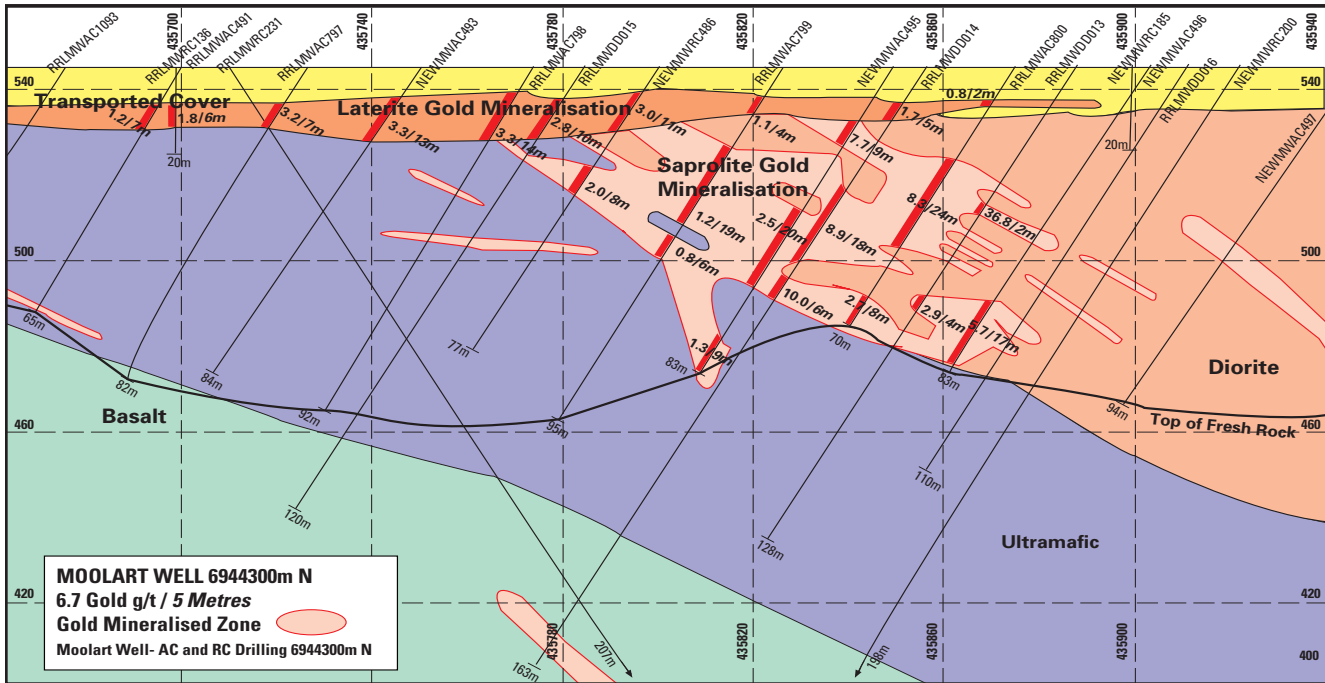 RRLMWAC1093
RRLMWRC136
435700
RRLMWAC491
RRLMWRC231
RRLMWAC797
435740
NEWMWAC493
RRLMWAC798
435780
RRLMWDD015
NEWMWRC486
435820
RRLMWAC799
NEWMWAC495
RRLMWDD014
435860
RRLMWAC800
RRLMWDD013
NEWMWRC185
435900
NEWMWAC496
RRLMWDD016
NEWMWRC200
435940
NEWMWAC497
540
540
Transported Cover
Laterite Gold Mineralisation
0.8/2m
1.2/7m
1.8/6m
3.2/7m
3.3/13m
3.3/14m
2.8/10m
3.0/11m
1.1/4m
7.7/9m
1.7/5m
20m
20m
Saprolite Gold
Mineralisation
2.0/8m
1.2/19m
2.5/20m
8.9/18m
8.3/24m
36.8/2m
500
500
0.8/6m
10.0/6m
2.7/8m
2.9/4m
5.7/17m
1.3/9m
65m
77m
70m
82m
84m
83m
83m
Diorite
92m
95m
94m
Basalt
Top of Fresh Rock
460
460
110m
120m
128m
Ultramafic
MOOLART WELL 6944300m N
6.7 Gold g/t / 5 Metres
Gold Mineralised Zone
Moolart Well- AC and RC Drilling 6944300m N
420
420
435780
435820
435860
435900
163m
207m
198m
400